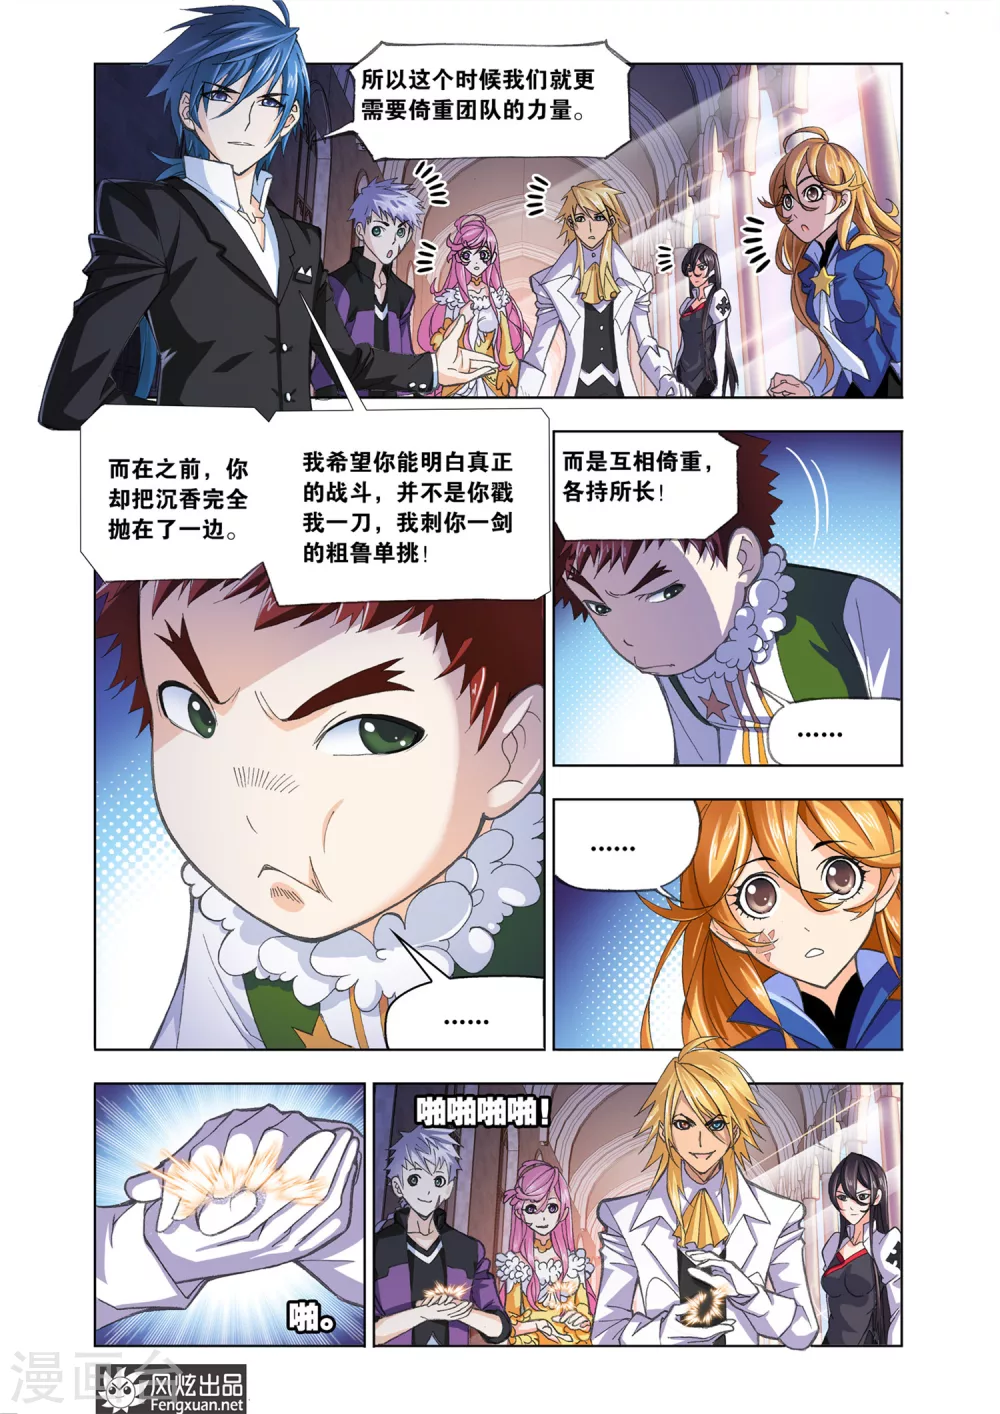 所以这个时候我们就更
需要倚重团队的力量。
而在之前，你
却把沉香完全
抛在了一边。
我希望你能明白真正
的战斗，并不是你戳
我一刀，我刺你一剑
的粗鲁单挑！
而是互相倚重，
各持所长！
……
……
……
啪。
啪啪啪啪！
漫画台
风炫出品
Fengxuan.net